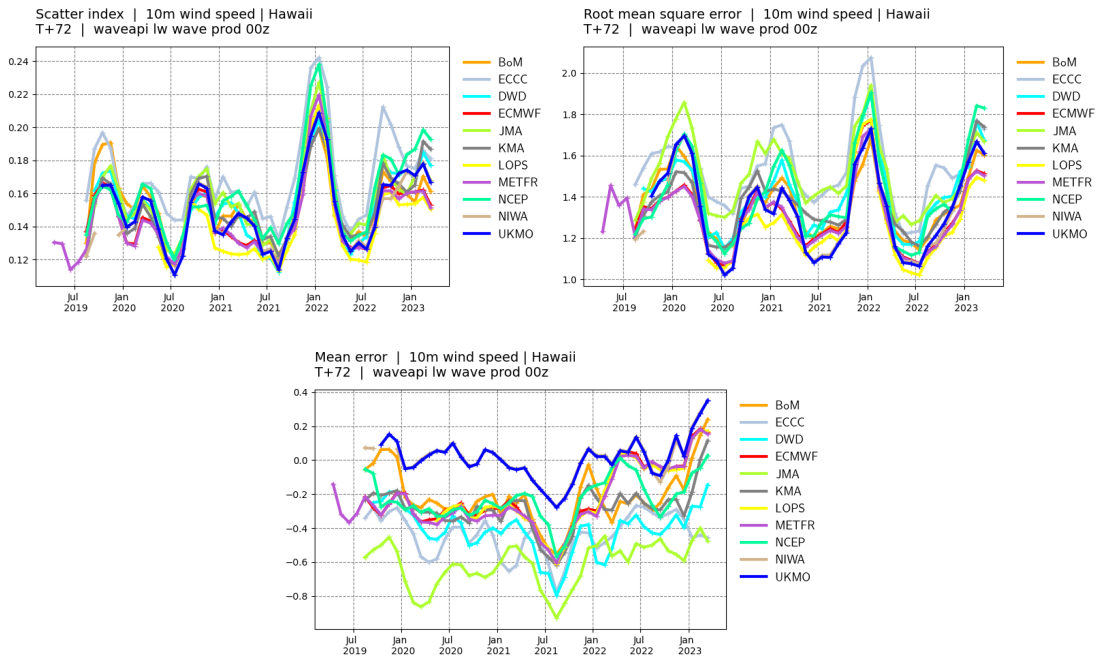 Scatter index | 10m wind speed | Hawaii
T+72 | waveapi lw wave prod 00z
0.24
0.22
0.20
0.18
0.16
0.14
0.12
Jul
2019
Jan
2020
Jul
2020
Jan
2021
Jul
2021
Jan
2022
Jul
2022
Jan
2023
BoM
ECCC
DWD
ECMWF
JMA
KMA
LOPS
METFR
NCEP
NIWA
UKMO
Root mean square error | 10m wind speed | Hawaii
T+72 | waveapi lw wave prod 00z
2.0
1.8
1.6
1.4
1.2
1.0
Jul
2019
Jan
2020
Jul
2020
Jan
2021
Jul
2021
Jan
2022
Jul
2022
Jan
2023
BoM
ECCC
DWD
ECMWF
JMA
KMA
LOPS
METFR
NCEP
NIWA
UKMO
Mean error | 10m wind speed | Hawaii
T+72 | waveapi lw wave prod 00z
0.4
0.2
0.0
−0.2
−0.4
−0.6
−0.8
Jul
2019
Jan
2020
Jul
2020
Jan
2021
Jul
2021
Jan
2022
Jul
2022
Jan
2023
BoM
ECCC
DWD
ECMWF
JMA
KMA
LOPS
METFR
NCEP
NIWA
UKMO